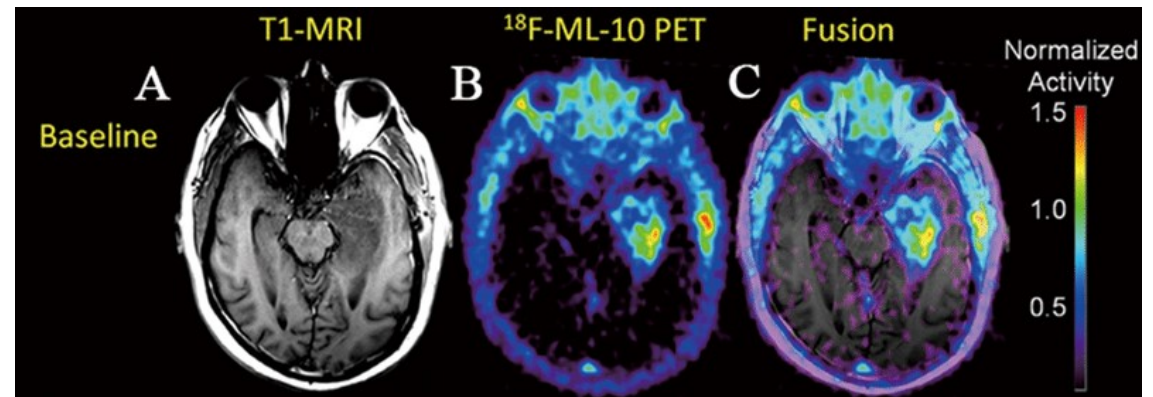 T1-MRI
¹⁸F-ML-10 PET
Fusion
Normalized
Activity
A
B
C
Baseline
1.5
1.0
0.5